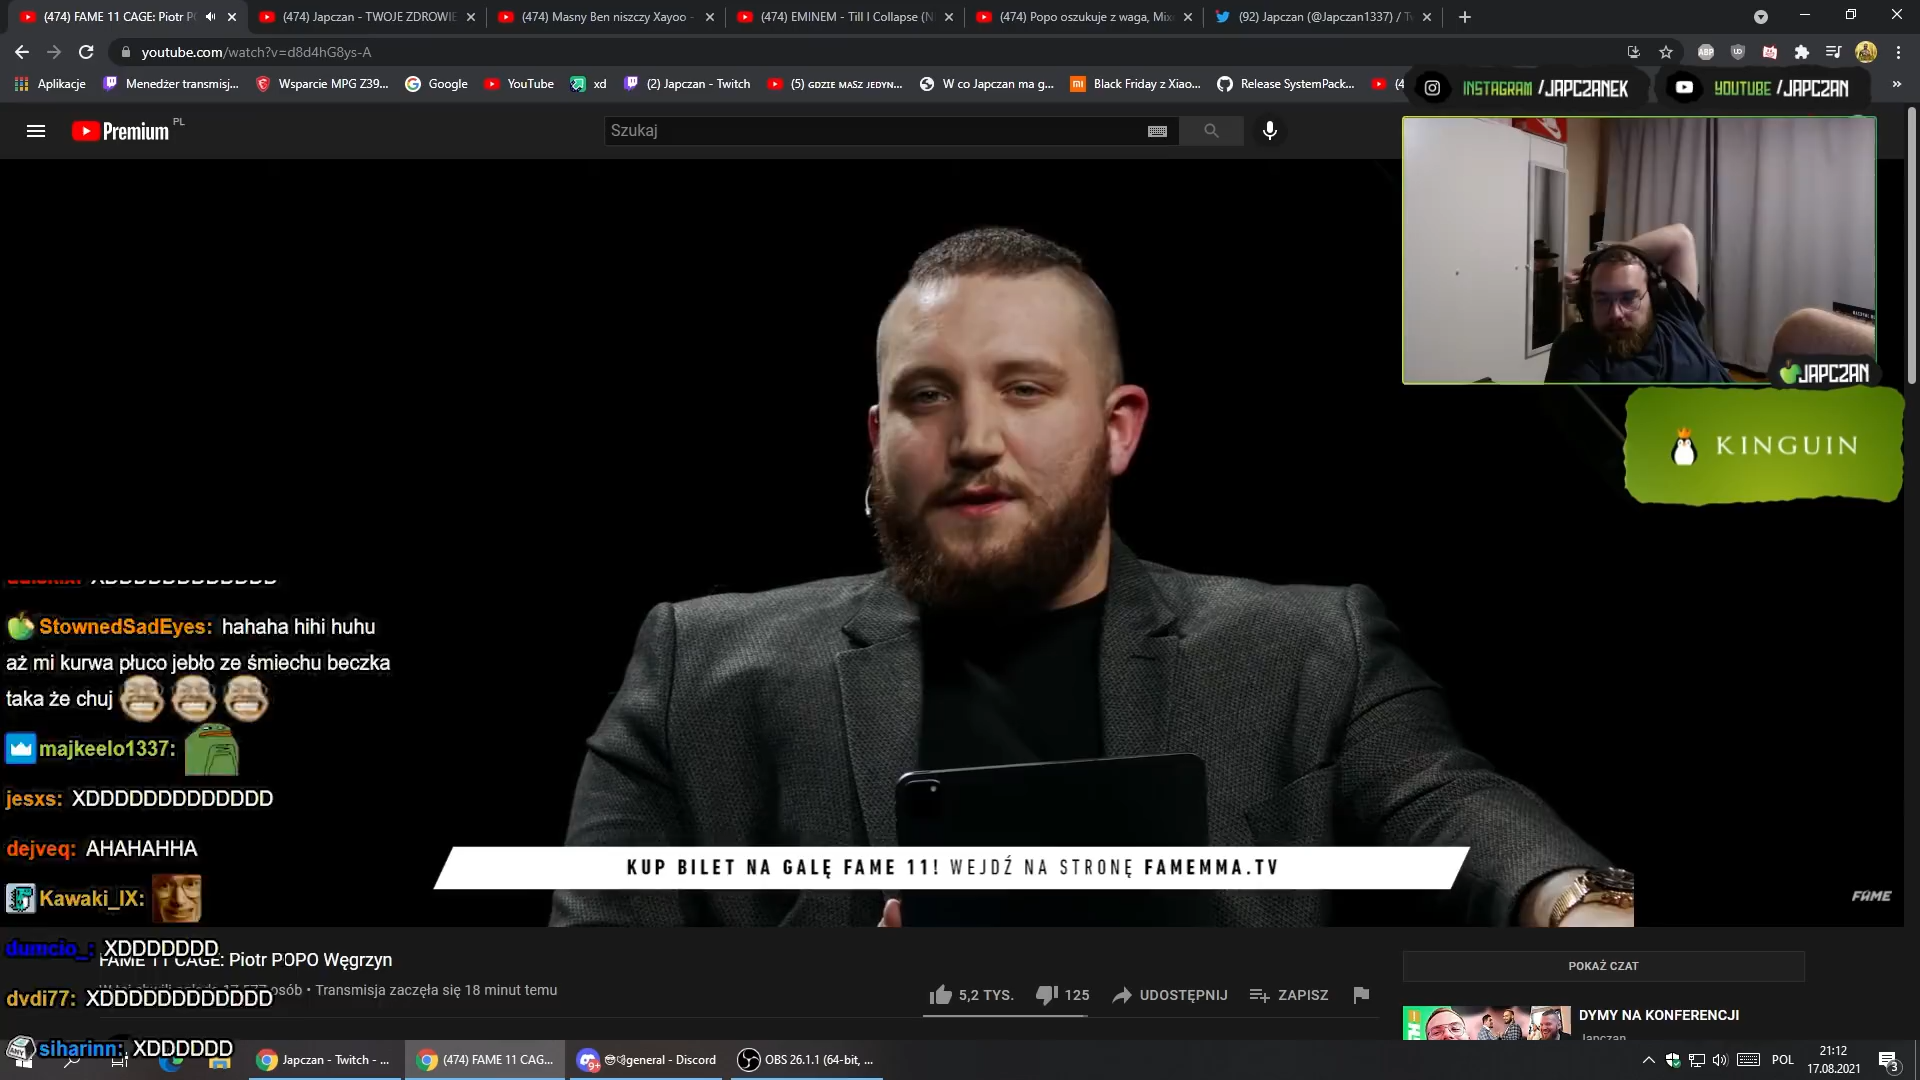 (474) FAME 11 CAGE: Piotr P
(474) Japczan - TWOJE ZDROWIE
(474) Masny Ben niszczy Xayoo -
(474) EMINEM - Till I Collapse (N
(474) Popo oszukuje z waga, Mix
(92) Japczan (@Japczan1337) / T
youtube.com/watch?v=d8d4hG8ys-A
Aplikacje
Menedżer transmisj...
Wsparcie MPG Z39...
Google
YouTube
xd
(2) Japczan - Twitch
(5) GDZIE MASZ JEDYN...
W co Japczan ma g...
Black Friday z Xiao...
Release SystemPack...
(4
INSTAGRAM /JAPCZANEK
YOUTUBE /JAPCZAN
Premium PL
Szukaj
JAPCZAN
KINGUIN
XDDDDDDDDDDDD
StownedSadEyes: hahaha hihi huhu
aż mi kurwa płuco jebło ze śmiechu beczka
taka że chuj
majkeelo1337:
jesxs: XDDDDDDDDDDDDD
dejveq: AHAHAHHA
Kawaki_IX:
dumcio_: XDDDDDDD
dvdi77: XDDDDDDDDDDDD
siharinn: XDDDDDD
KUP BILET NA GALĘ FAME 11! WEJDŹ NA STRONĘ FAMEMMA.TV
FAME
FAME 11 CAGE: Piotr POPO Węgrzyn
osób • Transmisja zaczęła się 18 minut temu
5,2 TYS.
125
UDOSTĘPNIJ
ZAPISZ
POKAŻ CZAT
DYMY NA KONFERENCJI
Japczan
Japczan - Twitch - ...
(474) FAME 11 CAG...
general - Discord
OBS 26.1.1 (64-bit, ...
POL
21:12
17.08.2021
3